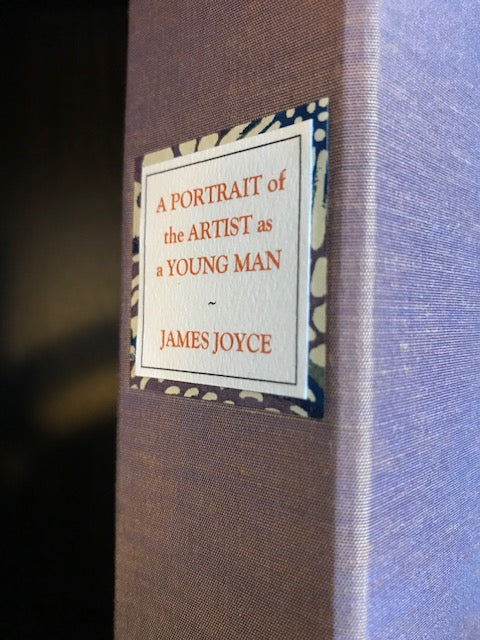 A PORTRAIT of
the ARTIST as
a YOUNG MAN
~
JAMES JOYCE